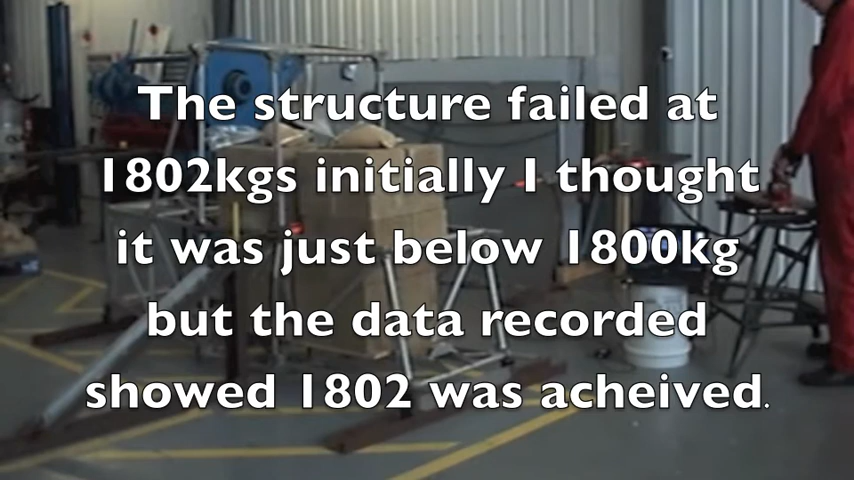 The structure failed at
1802kgs initially I thought
it was just below 1800kg
but the data recorded
showed 1802 was acheived.